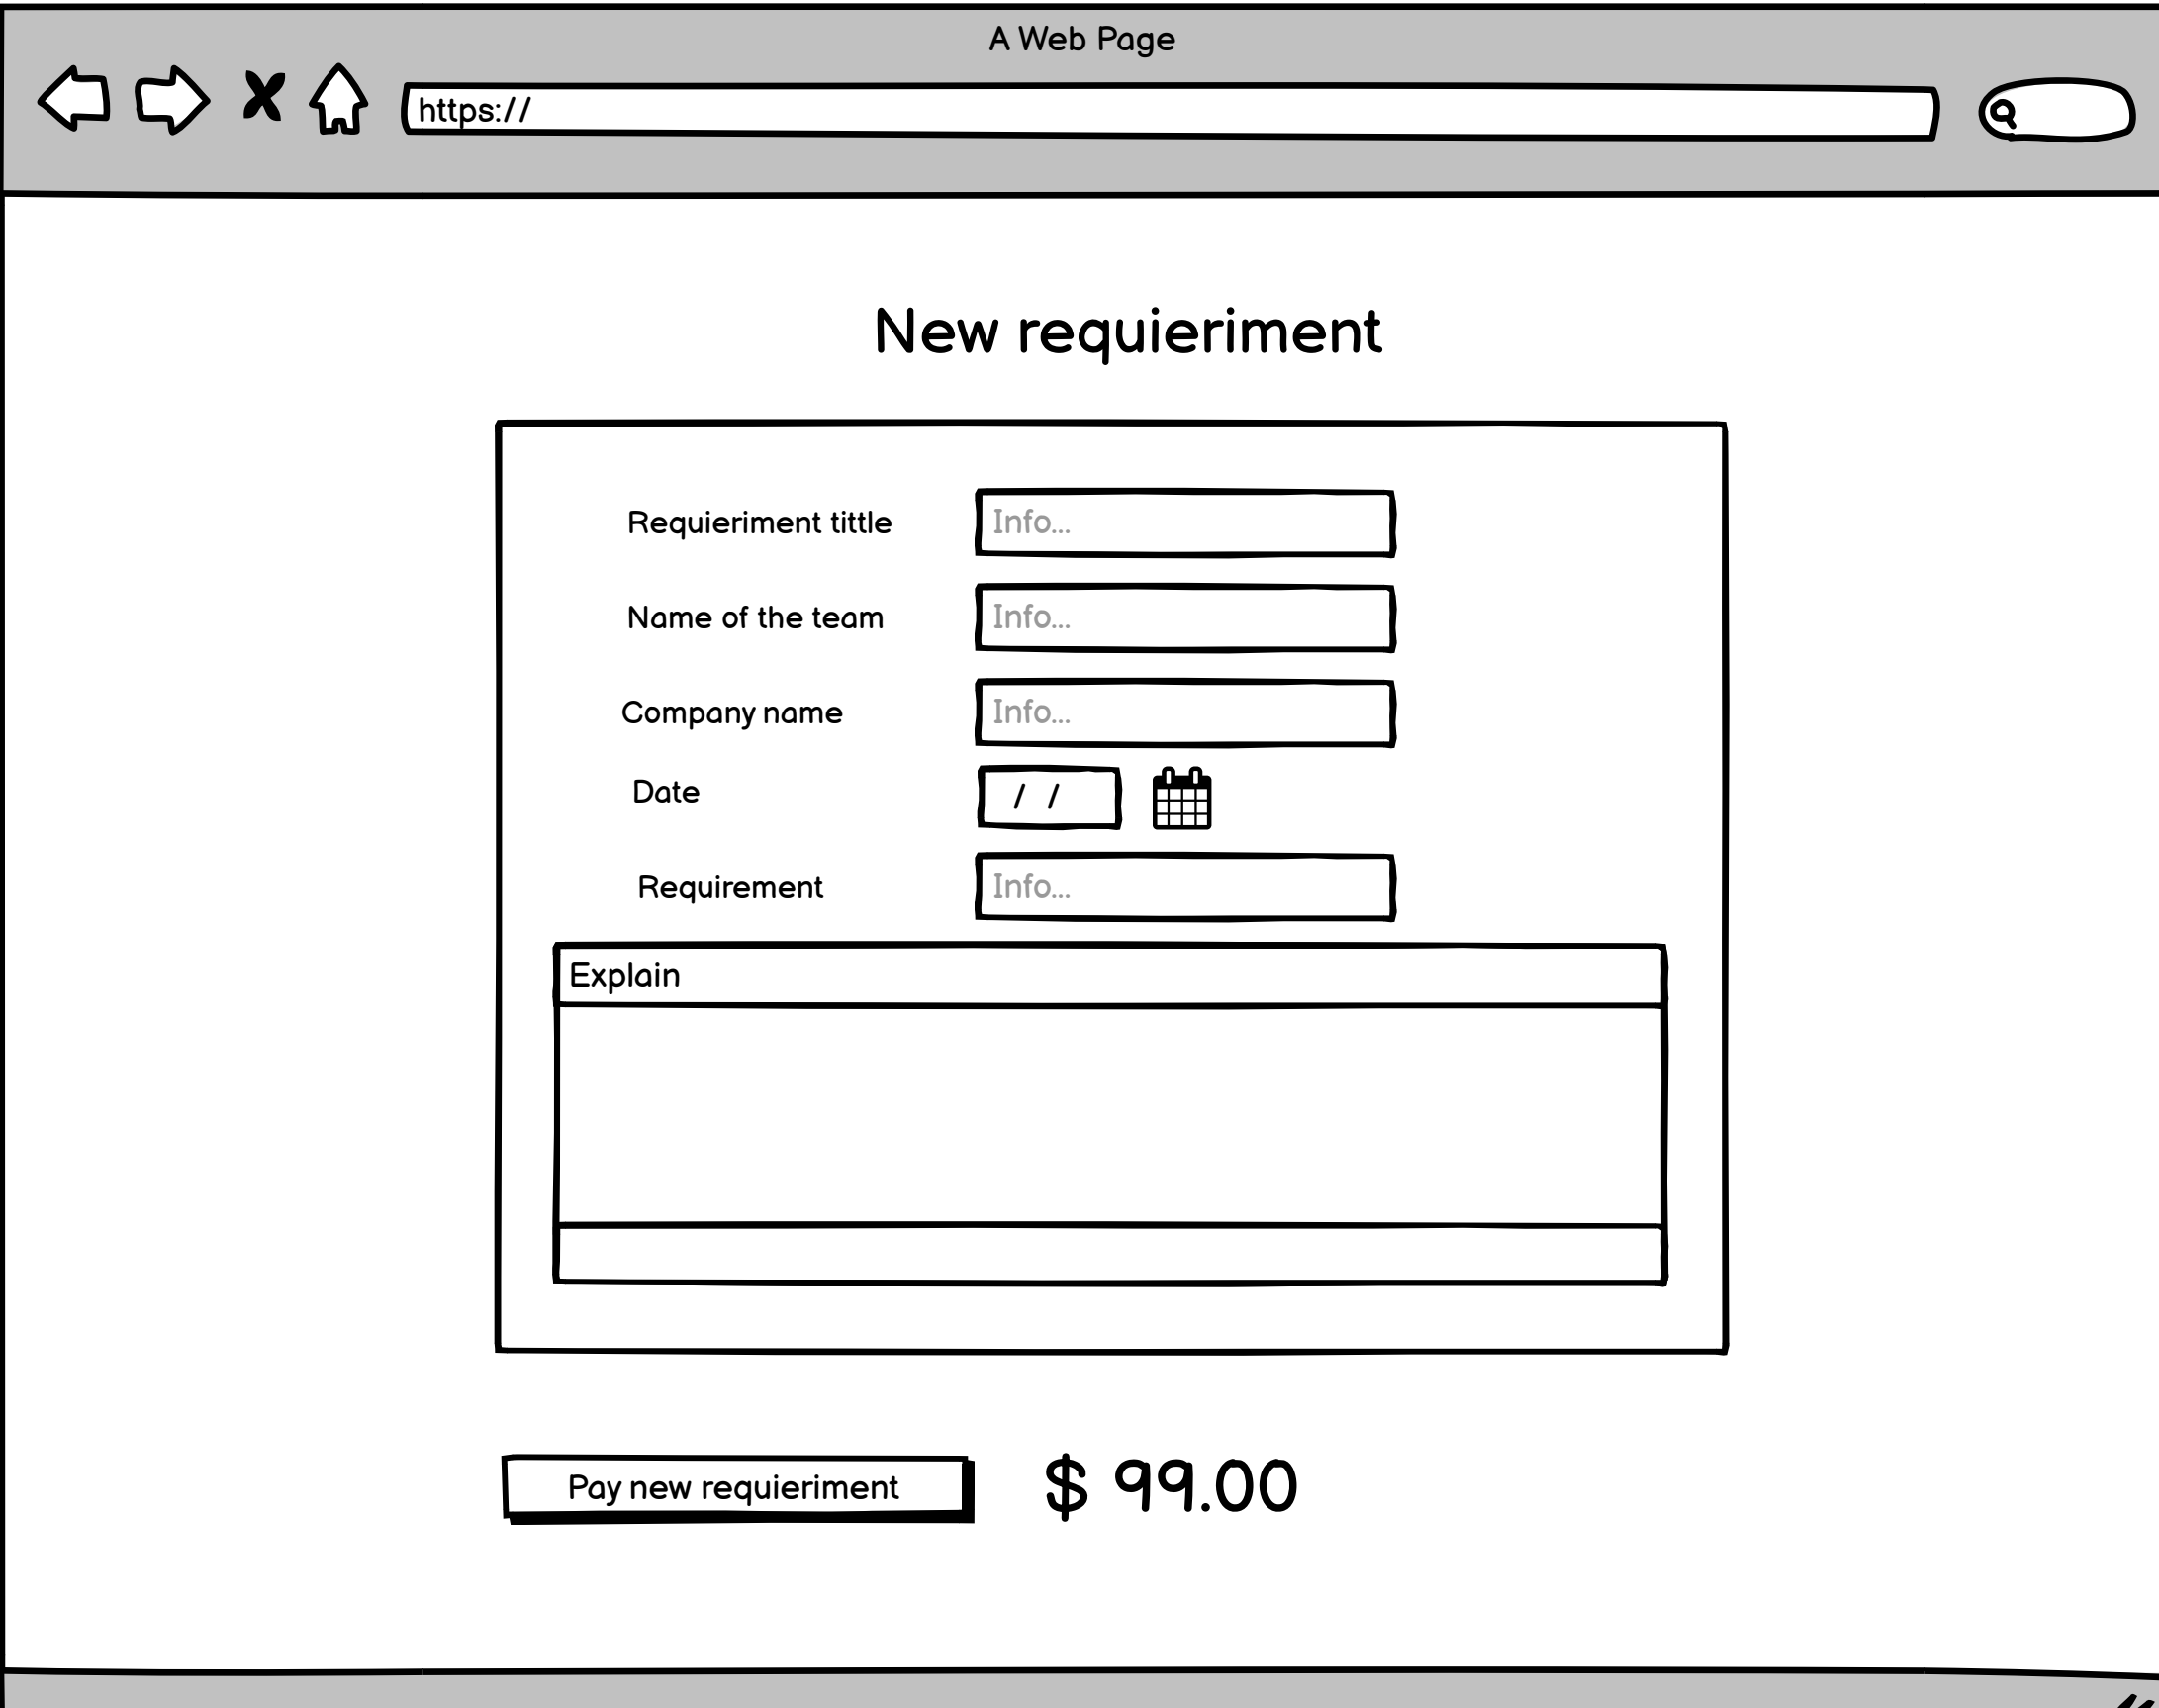 A Web Page
https://
New requieriment
Requieriment tittle Info...
Name of the team Info...
Company name Info...
Date / /
Requirement Info...
Explain
Pay new requieriment $ 99.00